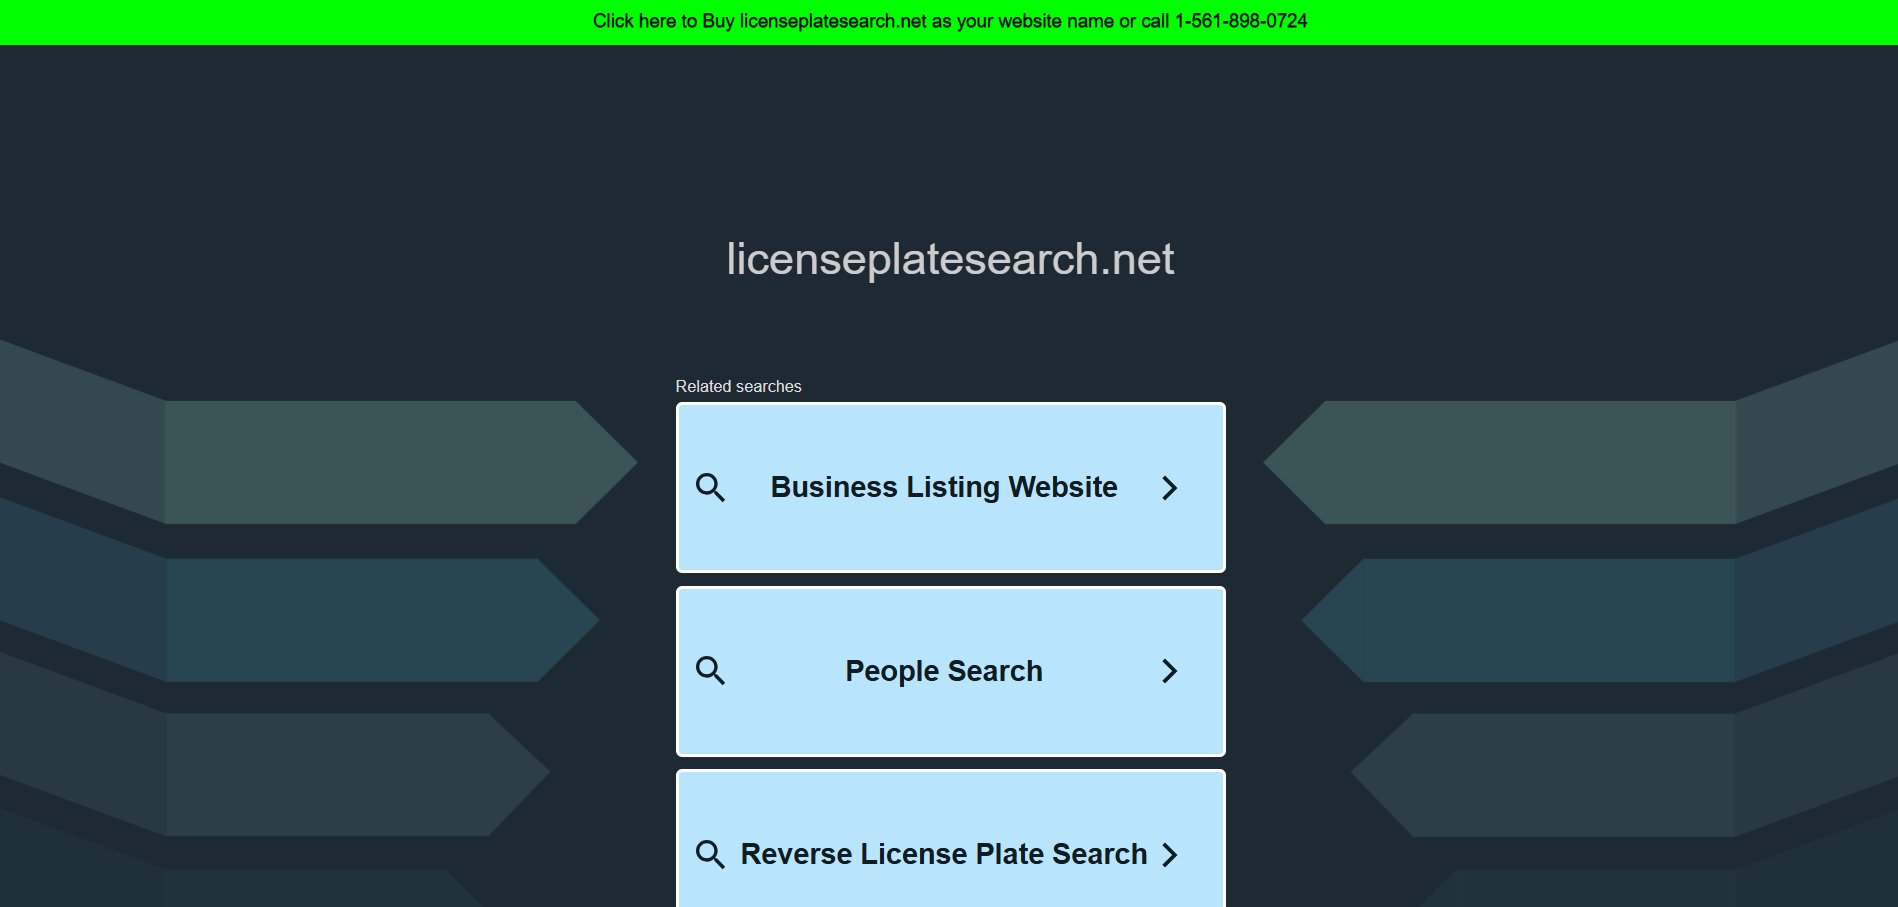 Click here to Buy licenseplatesearch.net as your website name or call 1-561-898-0724
licenseplatesearch.net
Related searches
Business Listing Website
People Search
Reverse License Plate Search